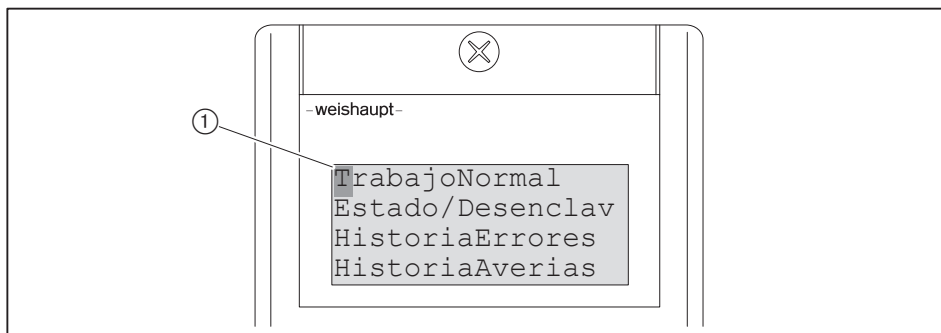 -weishaupt-
①
TrabajoNormal
Estado/Desenclav
HistoriaErrores
HistoriaAverias